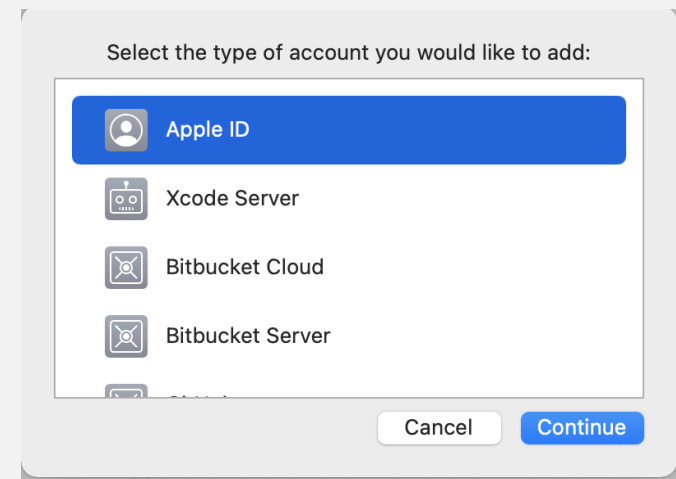 Select the type of account you would like to add:
Apple ID
Xcode Server
Bitbucket Cloud
Bitbucket Server
Cancel
Continue